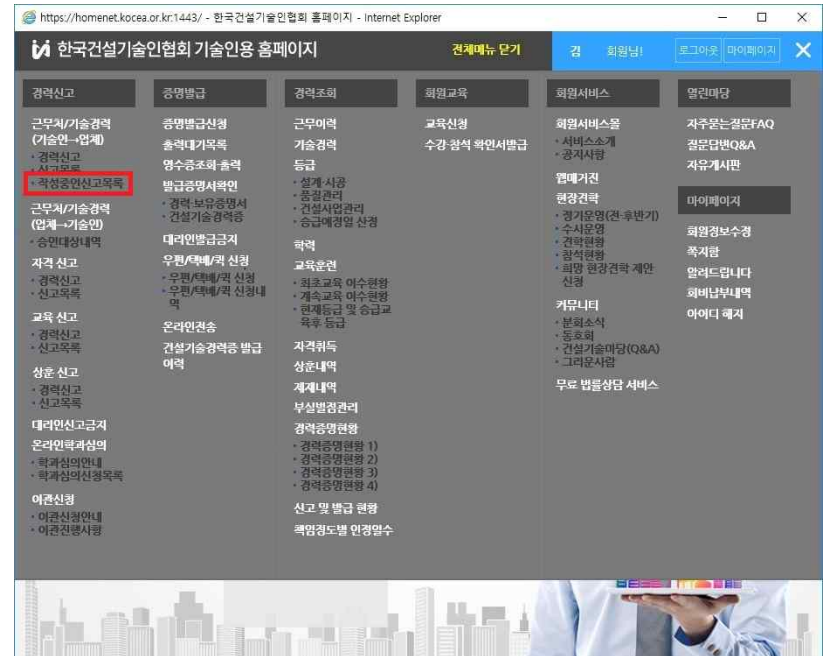 https://homenet.kocea.or.kr:1443/ - 한국건설기술인협회 홈페이지 - Internet Explorer
한국건설기술인협회 기술인용 홈페이지
전체메뉴 닫기
김 회원님!
로그아웃
마이페이지
경력신고
근무처/기술경력
(기술인→업체)
· 경력신고
· 신고목록
· 작성중인신고목록
근무처/기술경력
(업체→기술인)
· 승인대상내역
자격 신고
· 경력신고
· 신고목록
교육 신고
· 경력신고
· 신고목록
상훈 신고
· 경력신고
· 신고목록
대리인신고금지
온라인학과심의
· 학과심의안내
· 학과심의신청목록
이관신청
· 이관신청안내
· 이관진행사항
증명발급
증명발급신청
출력대기목록
영수증조회·출력
발급증명서확인
· 경력·보유증명서
· 건설기술경력증
대리인발급금지
우편/택배/퀵 신청
· 우편/택배/퀵 신청
· 우편/택배/퀵 신청내
역
온라인전송
건설기술경력증 발급
이력
경력조회
근무이력
기술경력
등급
· 설계·시공
· 품질관리
· 건설사업관리
· 승급예정일 산정
학력
교육훈련
· 최초교육 이수현황
· 계속교육 이수현황
· 현재등급 및 승급교
육후 등급
자격취득
상훈내역
제재내역
부실벌점관리
경력증명현황
· 경력증명현황 1)
· 경력증명현황 2)
· 경력증명현황 3)
· 경력증명현황 4)
신고 및 발급 현황
책임정도별 인정일수
회원교육
교육신청
수강·참석 확인서발급
회원서비스
회원서비스몰
· 서비스소개
· 공지사항
웹매거진
현장견학
· 정기운영(전·후반기)
· 수시운영
· 견학현황
· 참석현황
· 희망 현장견학 제안
신청
커뮤니티
· 분회소식
· 동호회
· 건설기술마당(Q&A)
· 그리운사람
무료 법률상담 서비스
열린마당
자주묻는질문FAQ
질문답변Q&A
자유게시판
마이페이지
회원정보수정
쪽지함
알려드립니다
회비납부내역
아이디 해지